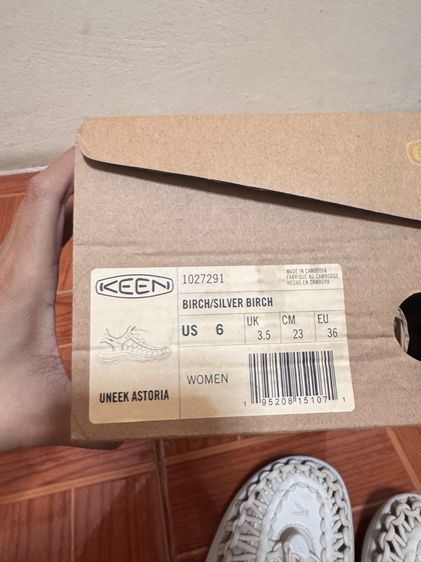 KEEN
1027291
MADE IN CAMBODIA
FABRIQUÉ AU CAMBODGE
HECHO EN CAMBOYA
BIRCH/SILVER BIRCH
US 6
UK 3.5
CM 23
EU 36
UNEEK ASTORIA
WOMEN
1 95208 15107 1